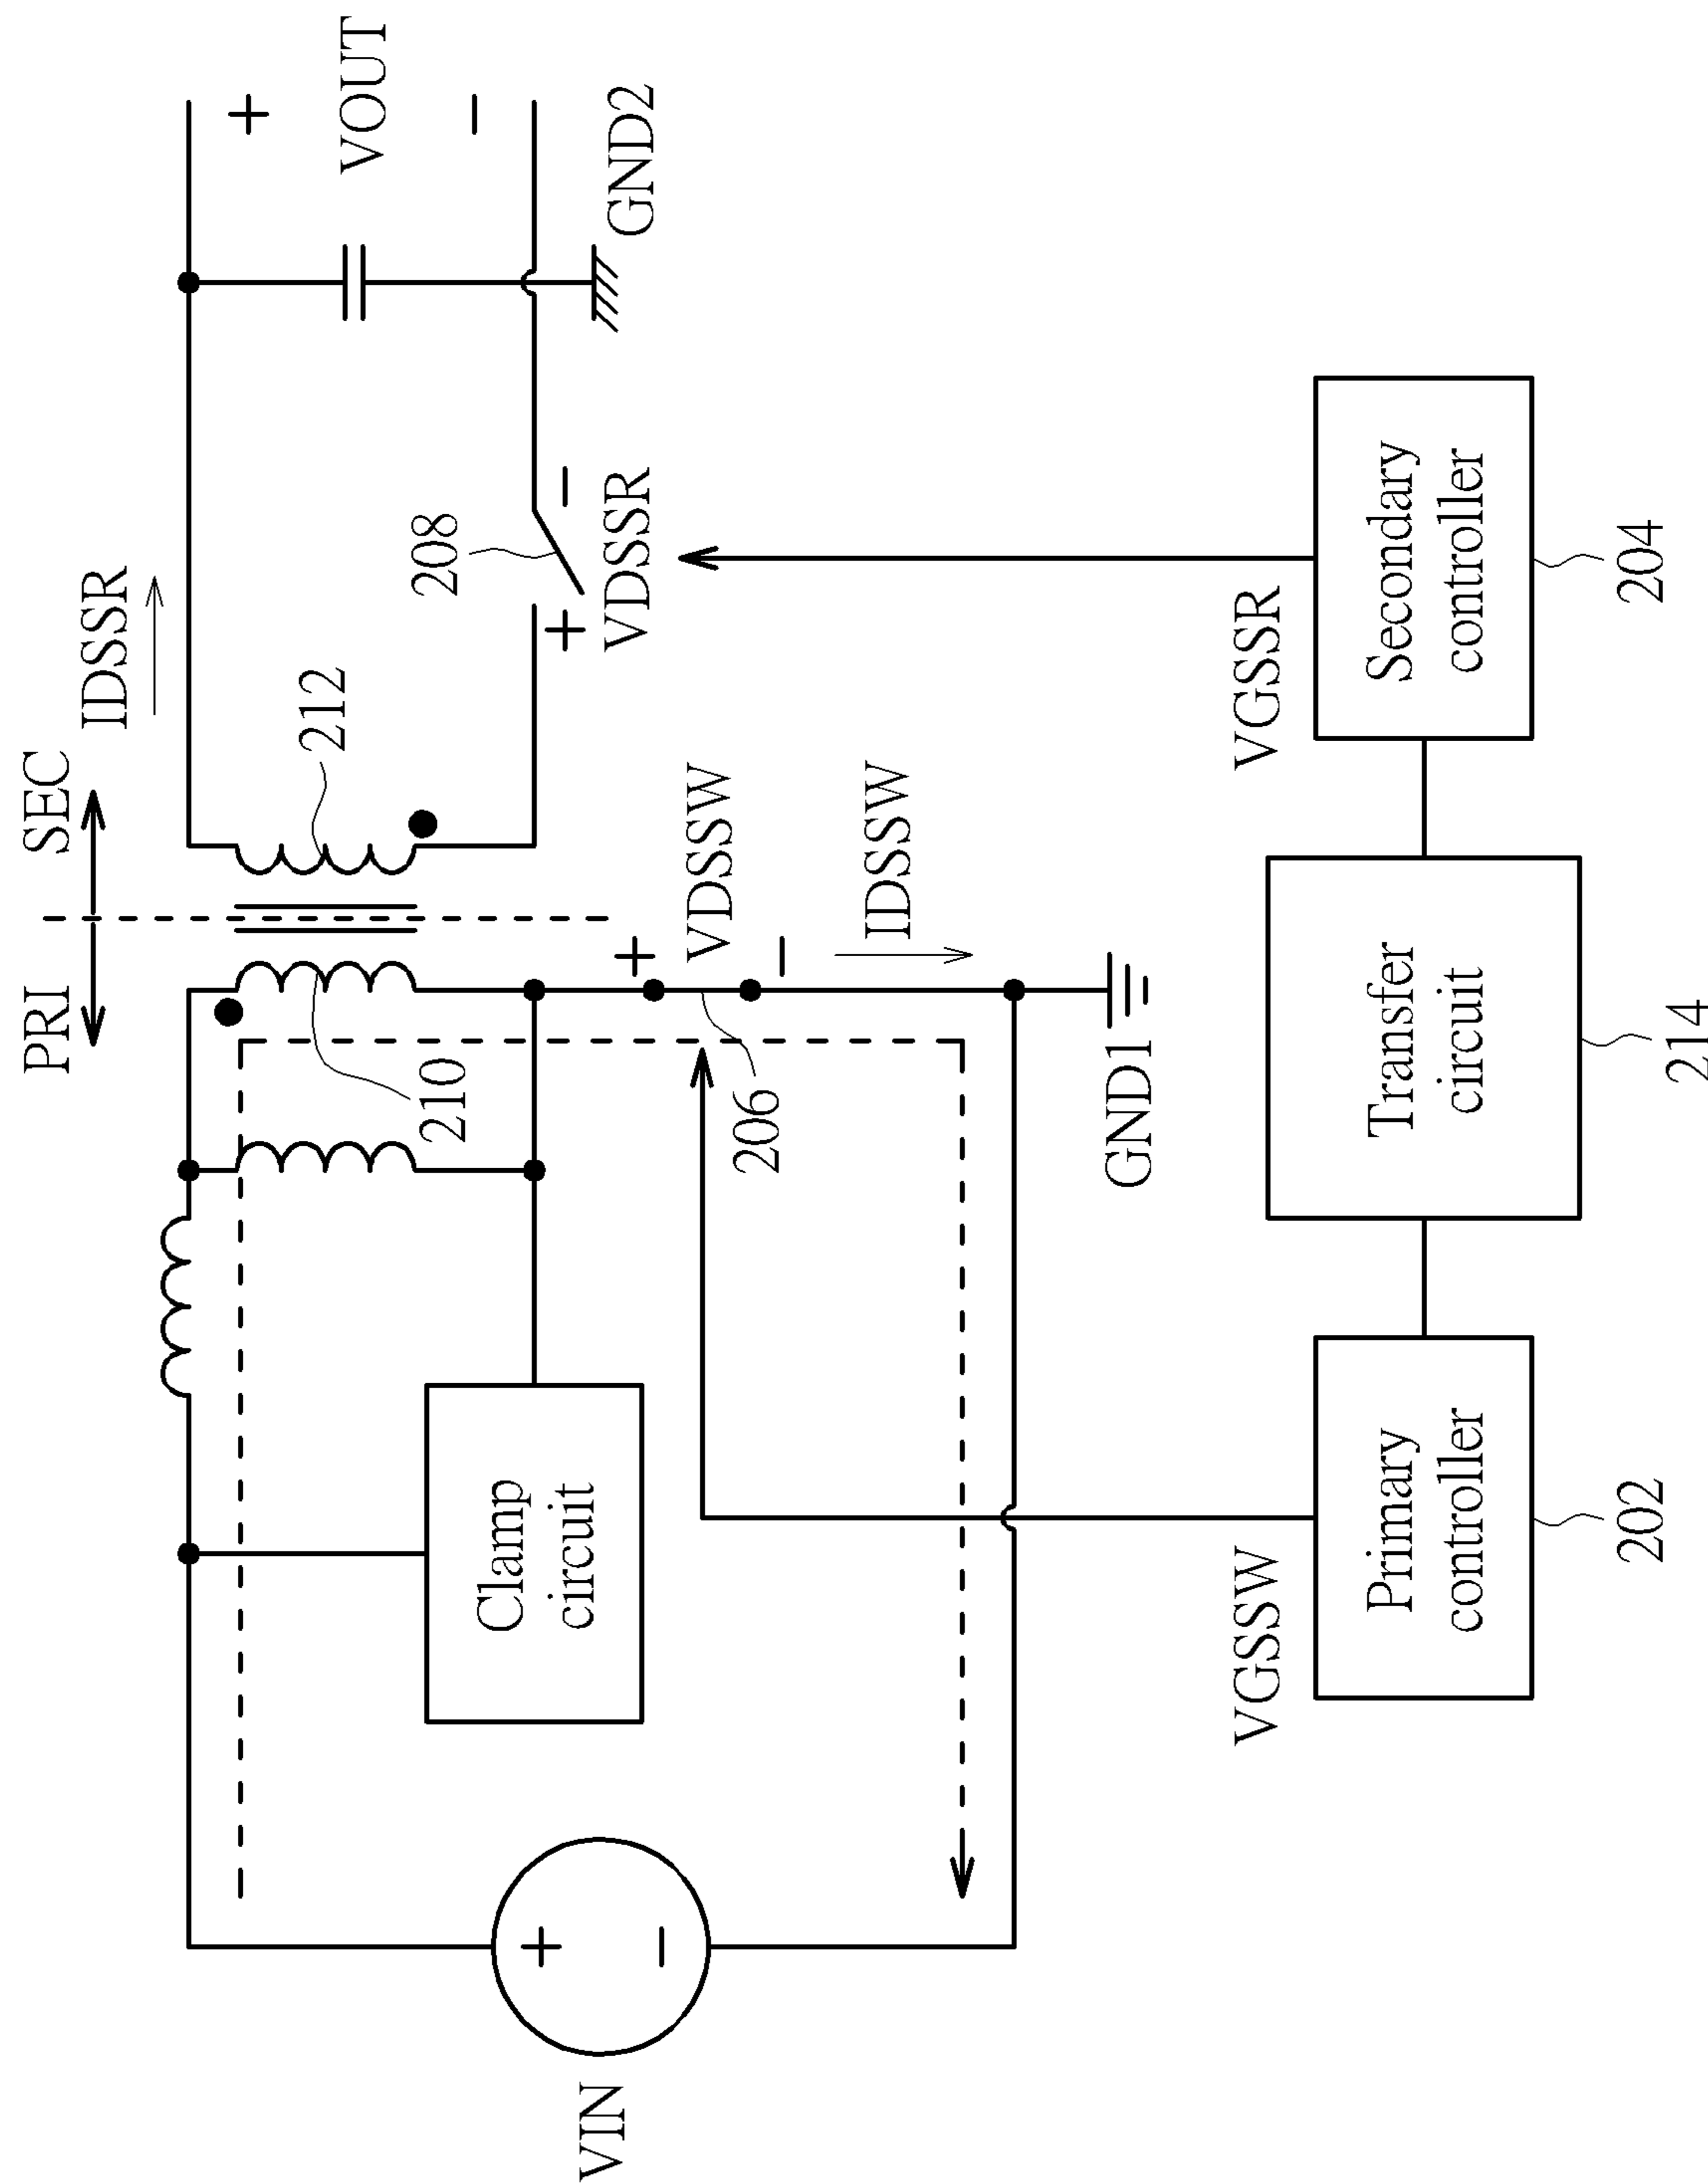 PRI
SEC
IDSSR
VOUT
+
−
212
210
208
+
−
VDSSR
GND2
Clamp
circuit
VIN
+
−
+
VDSSW
−
206
IDSSW
GND1
VGSSW
VGSSR
Primary
controller
Transfer
circuit
Secondary
controller
202
214
204